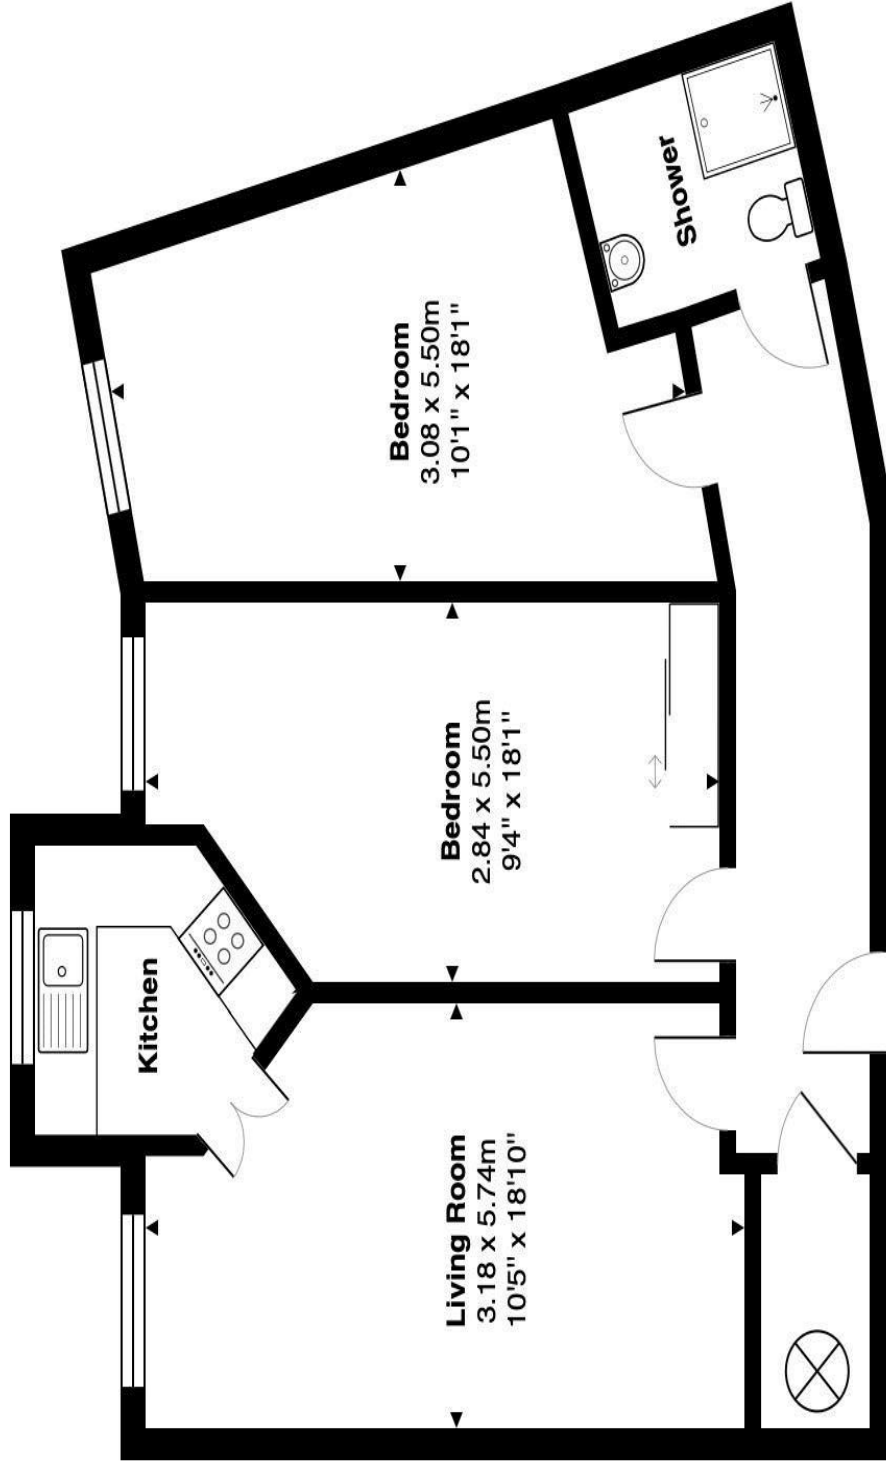 Kitchen
Living Room
3.18 x 5.74m
10'5" x 18'10"
Bedroom
2.84 x 5.50m
9'4" x 18'1"
Bedroom
3.08 x 5.50m
10'1" x 18'1"
Shower